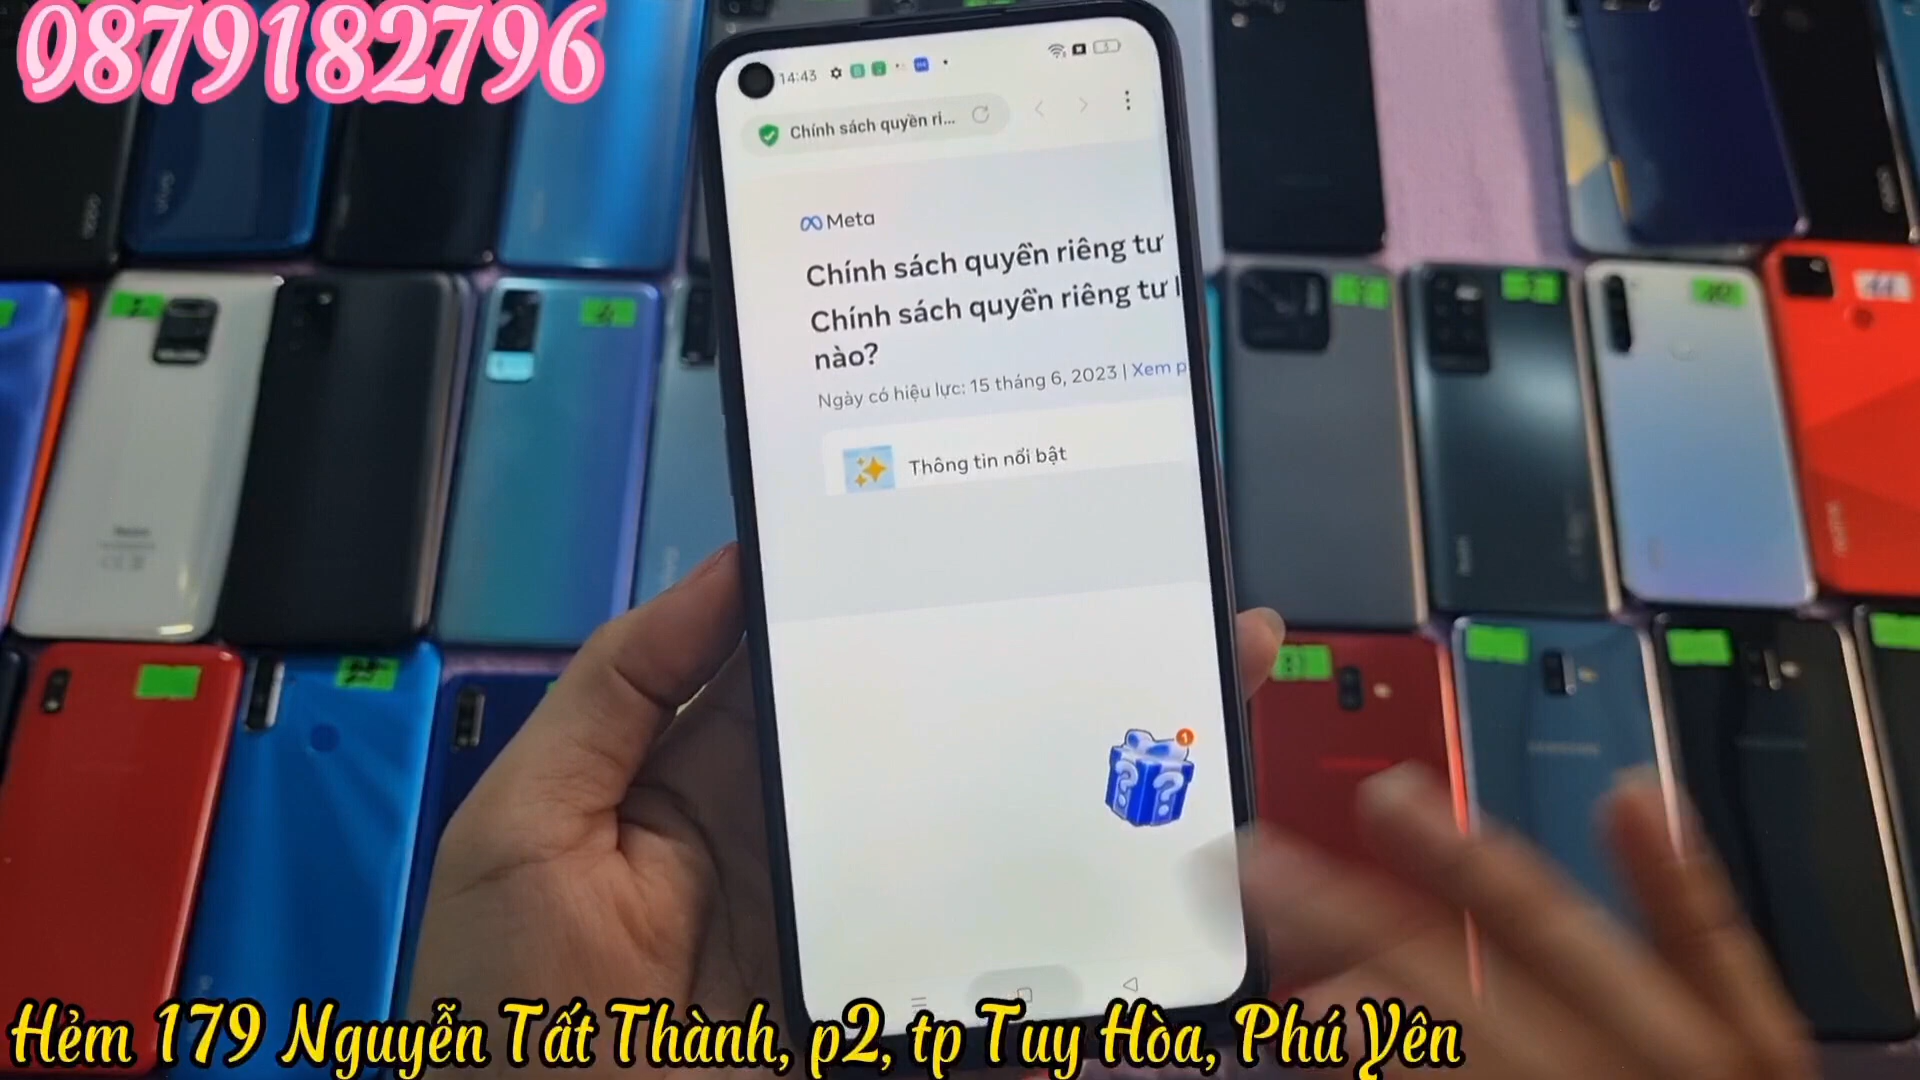 0879182796
14:43
Chính sách quyền ri...
Meta
Chính sách quyền riêng tư
Chính sách quyền riêng tư l
nào?
Ngày có hiệu lực: 15 tháng 6, 2023 | Xem p
Thông tin nổi bật
1
? ?
Hẻm 179 Nguyễn Tất Thành, p2, tp Tuy Hòa, Phú Yên